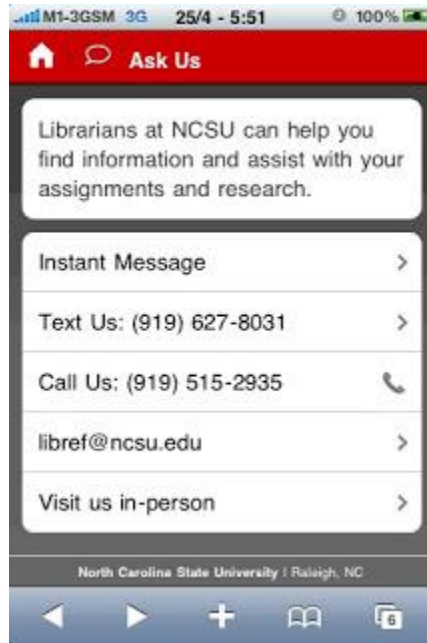 M1-3GSM 3G 25/4 - 5:51 100%
Ask Us
Librarians at NCSU can help you
find information and assist with your
assignments and research.
Instant Message
Text Us: (919) 627-8031
Call Us: (919) 515-2935
libref@ncsu.edu
Visit us in-person
North Carolina State University | Raleigh, NC
6